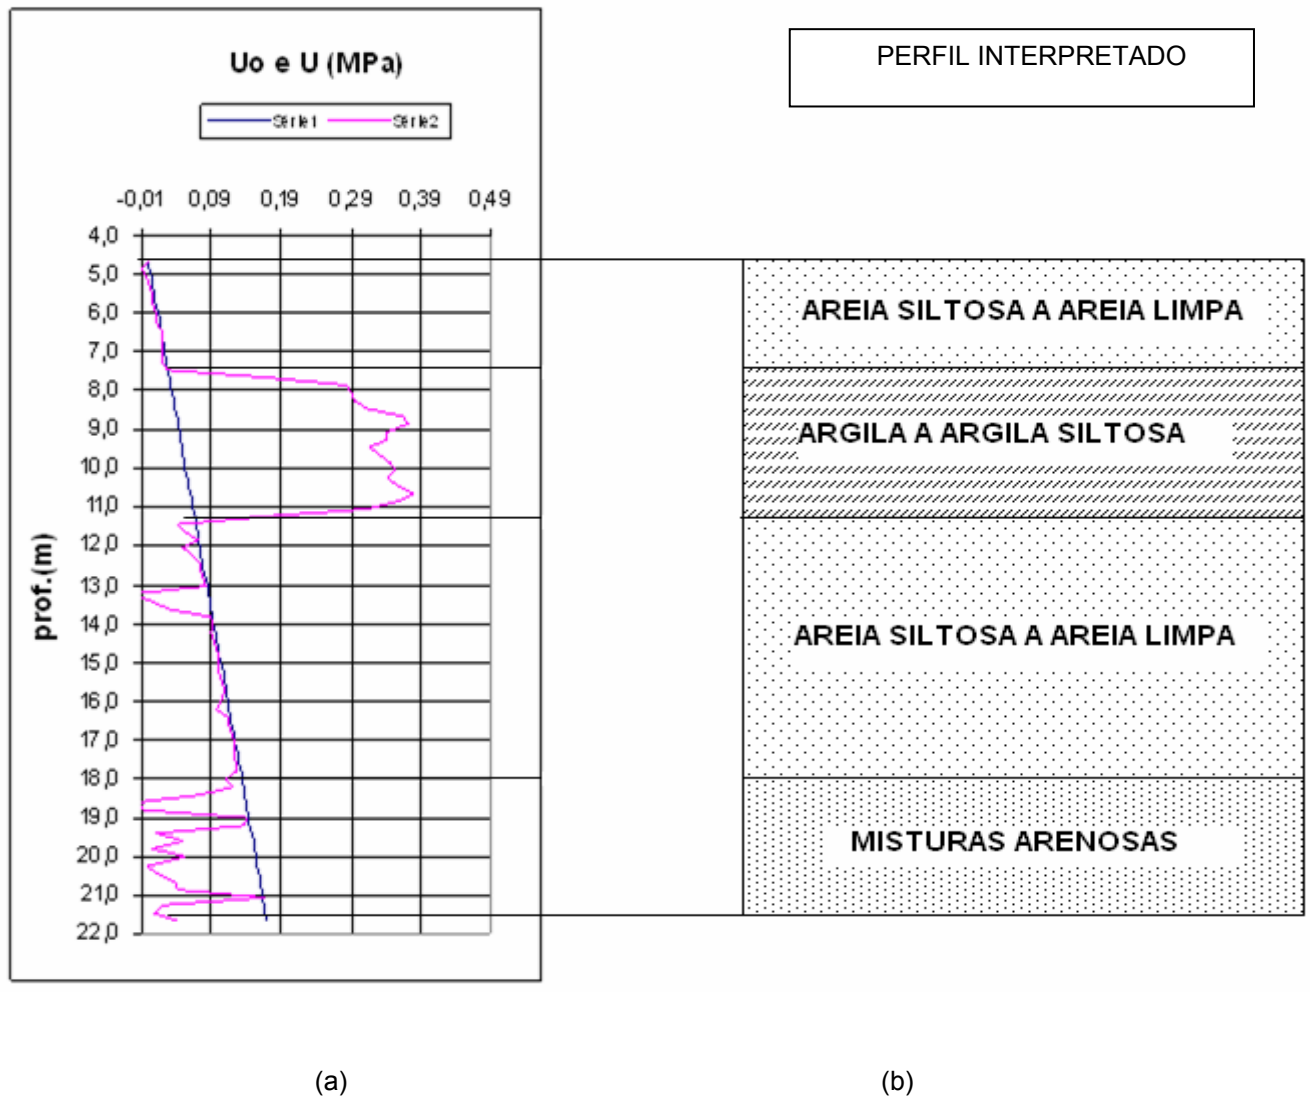 Uo e U (MPa)
Série1 Série2
-0,01 0,09 0,19 0,29 0,39 0,49
4,0
5,0
6,0
7,0
8,0
9,0
10,0
11,0
12,0
13,0
14,0
15,0
16,0
17,0
18,0
19,0
20,0
21,0
22,0
prof.(m)
PERFIL INTERPRETADO
AREIA SILTOSA A AREIA LIMPA
ARGILA A ARGILA SILTOSA
AREIA SILTOSA A AREIA LIMPA
MISTURAS ARENOSAS
(a) (b)